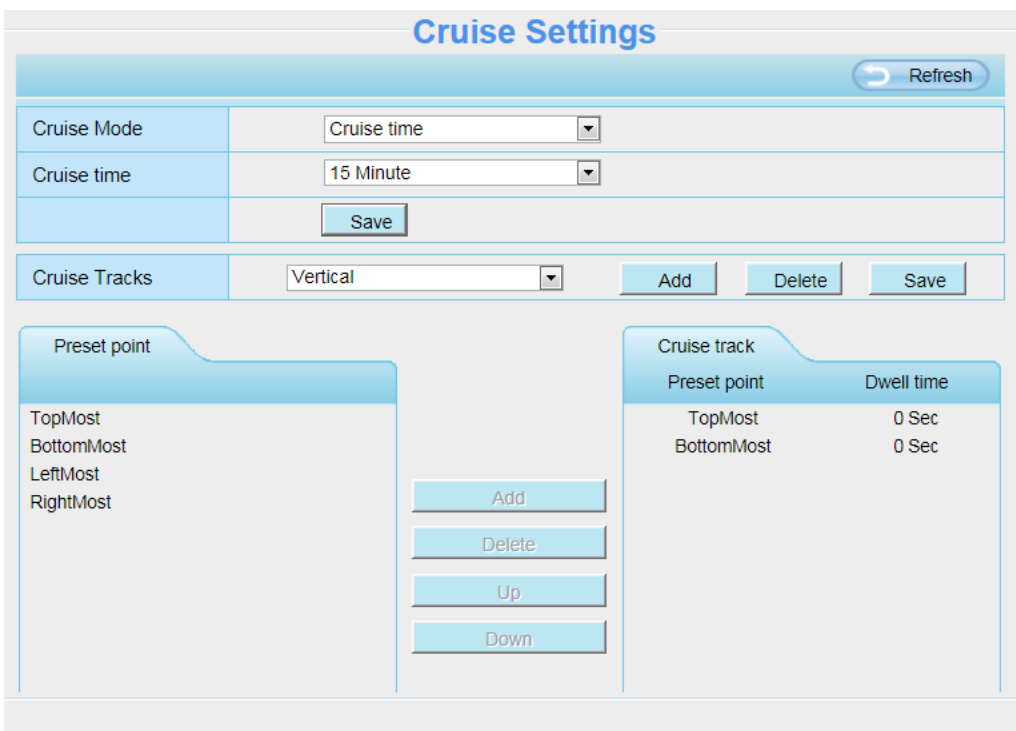 Cruise Settings
Refresh
Cruise Mode Cruise time
Cruise time 15 Minute
Save
Cruise Tracks Vertical Add Delete Save
Preset point
TopMost
BottomMost
LeftMost
RightMost
Add
Delete
Up
Down
Cruise track
Preset point Dwell time
TopMost 0 Sec
BottomMost 0 Sec